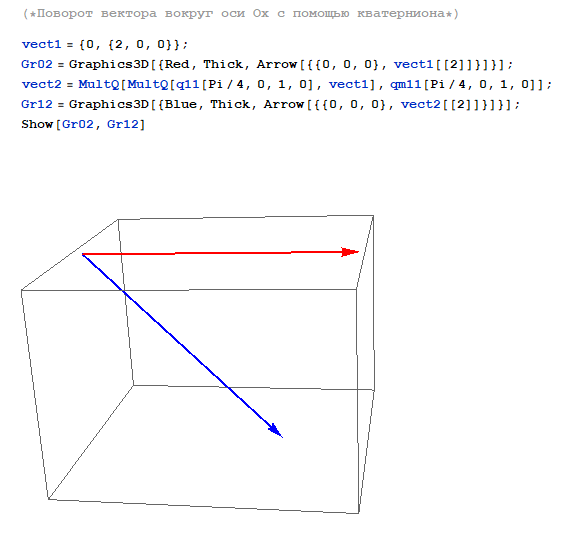 (*Поворот вектора вокруг оси Ox с помощью кватерниона*)
vect1 = {0, {2, 0, 0}};
Gr02 = Graphics3D[{Red, Thick, Arrow[{{0, 0, 0}, vect1[[2]]}]}];
vect2 = MultQ[MultQ[q11[Pi / 4, 0, 1, 0], vect1], qm11[Pi / 4, 0, 1, 0]];
Gr12 = Graphics3D[{Blue, Thick, Arrow[{{0, 0, 0}, vect2[[2]]}]}];
Show[Gr02, Gr12]